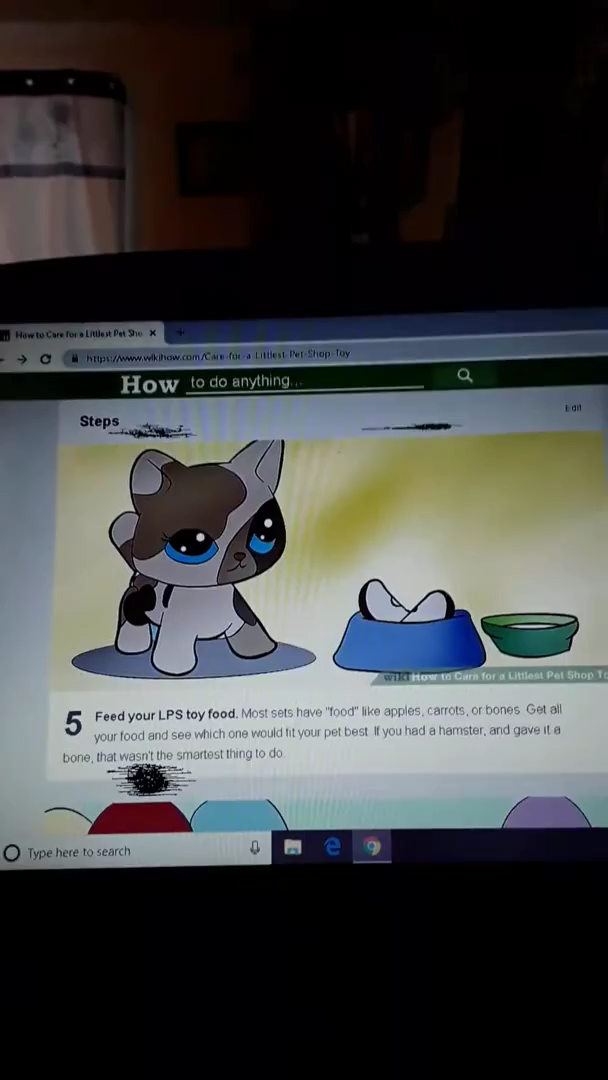 How to Care for a Littlest Pet Sho
https://www.wikihow.com/Care-for-a-Littlest-Pet-Shop-Toy
How to do anything...
Steps
Edit
wikiHow to Care for a Littlest Pet Shop To
5 Feed your LPS toy food. Most sets have "food" like apples, carrots, or bones. Get all
your food and see which one would fit your pet best. If you had a hamster, and gave it a
bone, that wasn't the smartest thing to do.
Type here to search